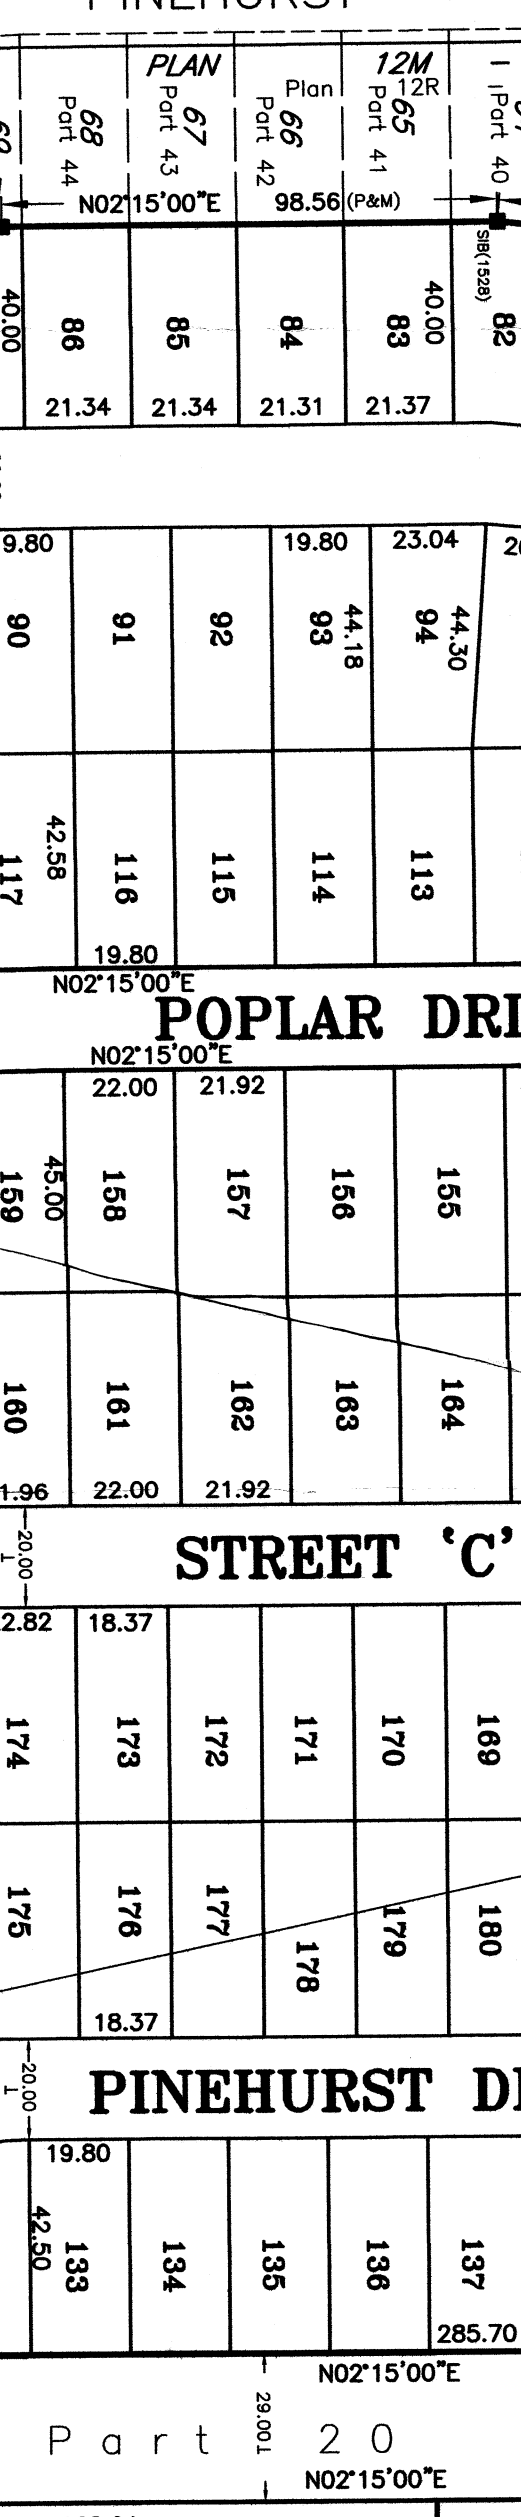 PINEHURST
PLAN 12M
Plan 12R
68 67 66 65
Part 44 Part 43 Part 42 Part 41 Part 40
N02°15'00"E 98.56 (P&M)
SIB(1528)
40.00 86 85 84 83 40.00 82
21.34 21.34 21.31 21.37
9.80 19.80 23.04
90 91 92 93 44.18 94 44.30
117 42.58 116 115 114 113
19.80
N02°15'00"E
POPLAR DRI
N02°15'00"E
22.00 21.92
159 45.00 158 157 156 155
160 161 162 163 164
1.96 22.00 21.92
20.00 ⊥
STREET 'C'
2.82 18.37
174 173 172 171 170 169
175 176 177 178 179 180
18.37
20.00 ⊥
PINEHURST D
19.80
42.50 133 134 135 136 137
285.70
N02°15'00"E
29.00⊥
Part 20
N02°15'00"E